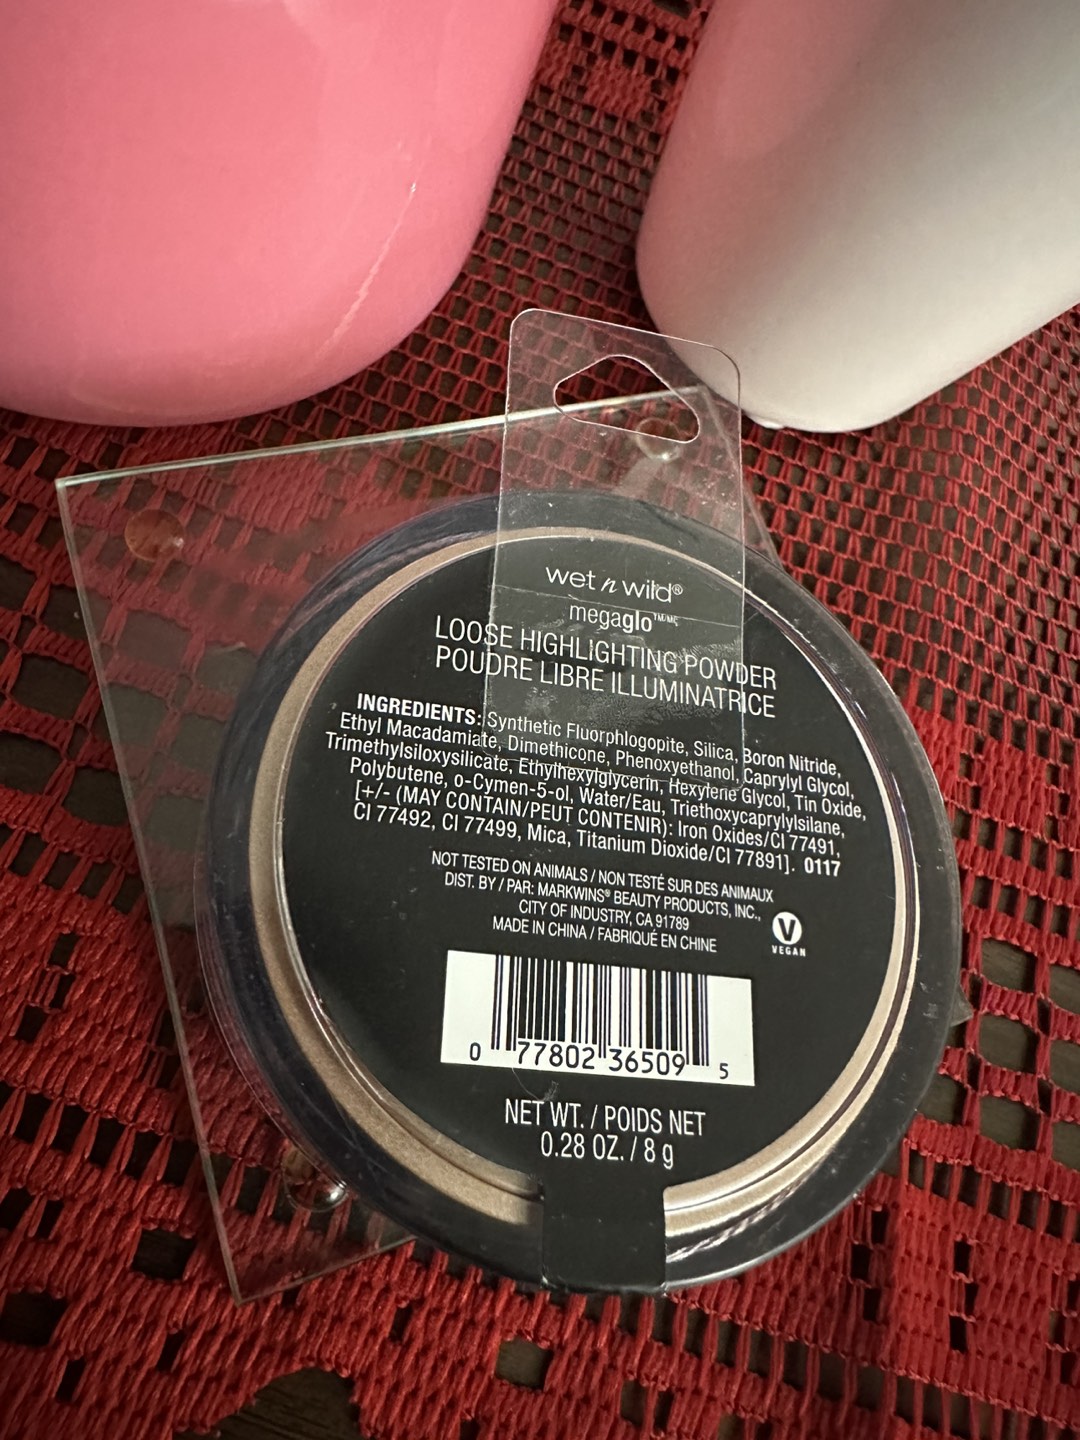 wet n wild®
megaglo™/MC
LOOSE HIGHLIGHTING POWDER
POUDRE LIBRE ILLUMINATRICE
INGREDIENTS: Synthetic Fluorphlogopite, Silica, Boron Nitride,
Ethyl Macadamiate, Dimethicone, Phenoxyethanol, Caprylyl Glycol,
Trimethylsiloxysilicate, Ethylhexylglycerin, Hexylene Glycol, Tin Oxide,
Polybutene, o-Cymen-5-ol, Water/Eau, Triethoxycaprylylsilane,
[+/- (MAY CONTAIN/PEUT CONTENIR): Iron Oxides/CI 77491,
CI 77492, CI 77499, Mica, Titanium Dioxide/CI 77891]. 0117
NOT TESTED ON ANIMALS / NON TESTÉ SUR DES ANIMAUX
DIST. BY / PAR: MARKWINS® BEAUTY PRODUCTS, INC.,
CITY OF INDUSTRY, CA 91789
MADE IN CHINA / FABRIQUÉ EN CHINE
V
VEGAN
0 77802 36509 5
NET WT. / POIDS NET
0.28 OZ. / 8 g